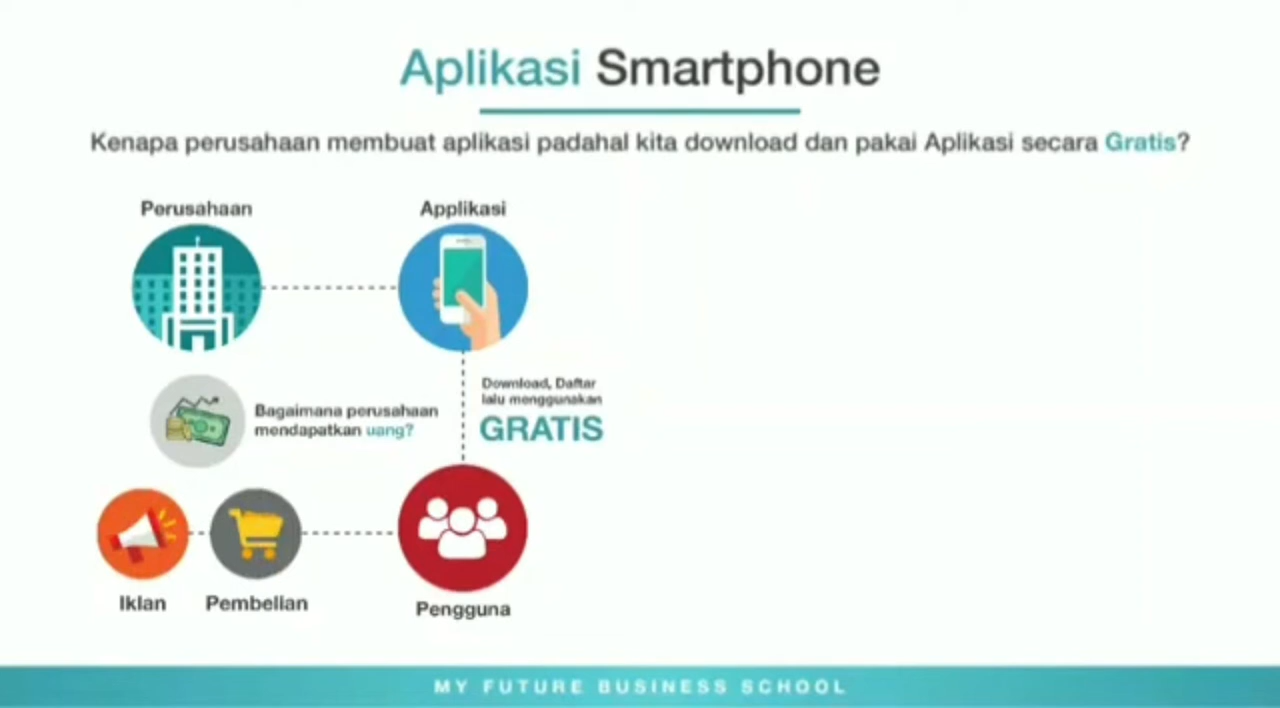 Aplikasi Smartphone
Kenapa perusahaan membuat aplikasi padahal kita download dan pakai Aplikasi secara Gratis?
Perusahaan
Applikasi
Download, Daftar
lalu menggunakan
GRATIS
Bagaimana perusahaan
mendapatkan uang?
Iklan
Pembelian
Pengguna
MY FUTURE BUSINESS SCHOOL